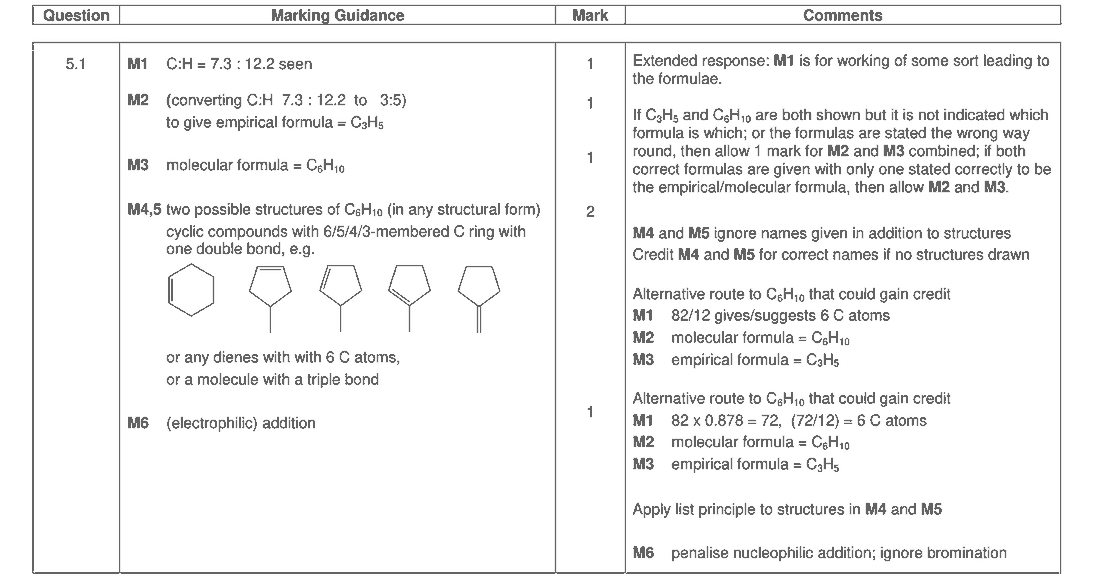 Question Marking Guidance Mark Comments
5.1 M1 C:H = 7.3 : 12.2 seen
1
M2 (converting C:H 7.3 : 12.2 to 3:5)
to give empirical formula = C₃H₅
1
M3 molecular formula = C₆H₁₀
1
M4,5 two possible structures of C₆H₁₀ (in any structural form)
cyclic compounds with 6/5/4/3-membered C ring with
one double bond, e.g.
2
or any dienes with with 6 C atoms,
or a molecule with a triple bond
M6 (electrophilic) addition
1
Extended response: M1 is for working of some sort leading to
the formulae.
If C₃H₅ and C₆H₁₀ are both shown but it is not indicated which
formula is which; or the formulas are stated the wrong way
round, then allow 1 mark for M2 and M3 combined; if both
correct formulas are given with only one stated correctly to be
the empirical/molecular formula, then allow M2 and M3.
M4 and M5 ignore names given in addition to structures
Credit M4 and M5 for correct names if no structures drawn
Alternative route to C₆H₁₀ that could gain credit
M1 82/12 gives/suggests 6 C atoms
M2 molecular formula = C₆H₁₀
M3 empirical formula = C₃H₅
Alternative route to C₆H₁₀ that could gain credit
M1 82 x 0.878 = 72, (72/12) = 6 C atoms
M2 molecular formula = C₆H₁₀
M3 empirical formula = C₃H₅
Apply list principle to structures in M4 and M5
M6 penalise nucleophilic addition; ignore bromination